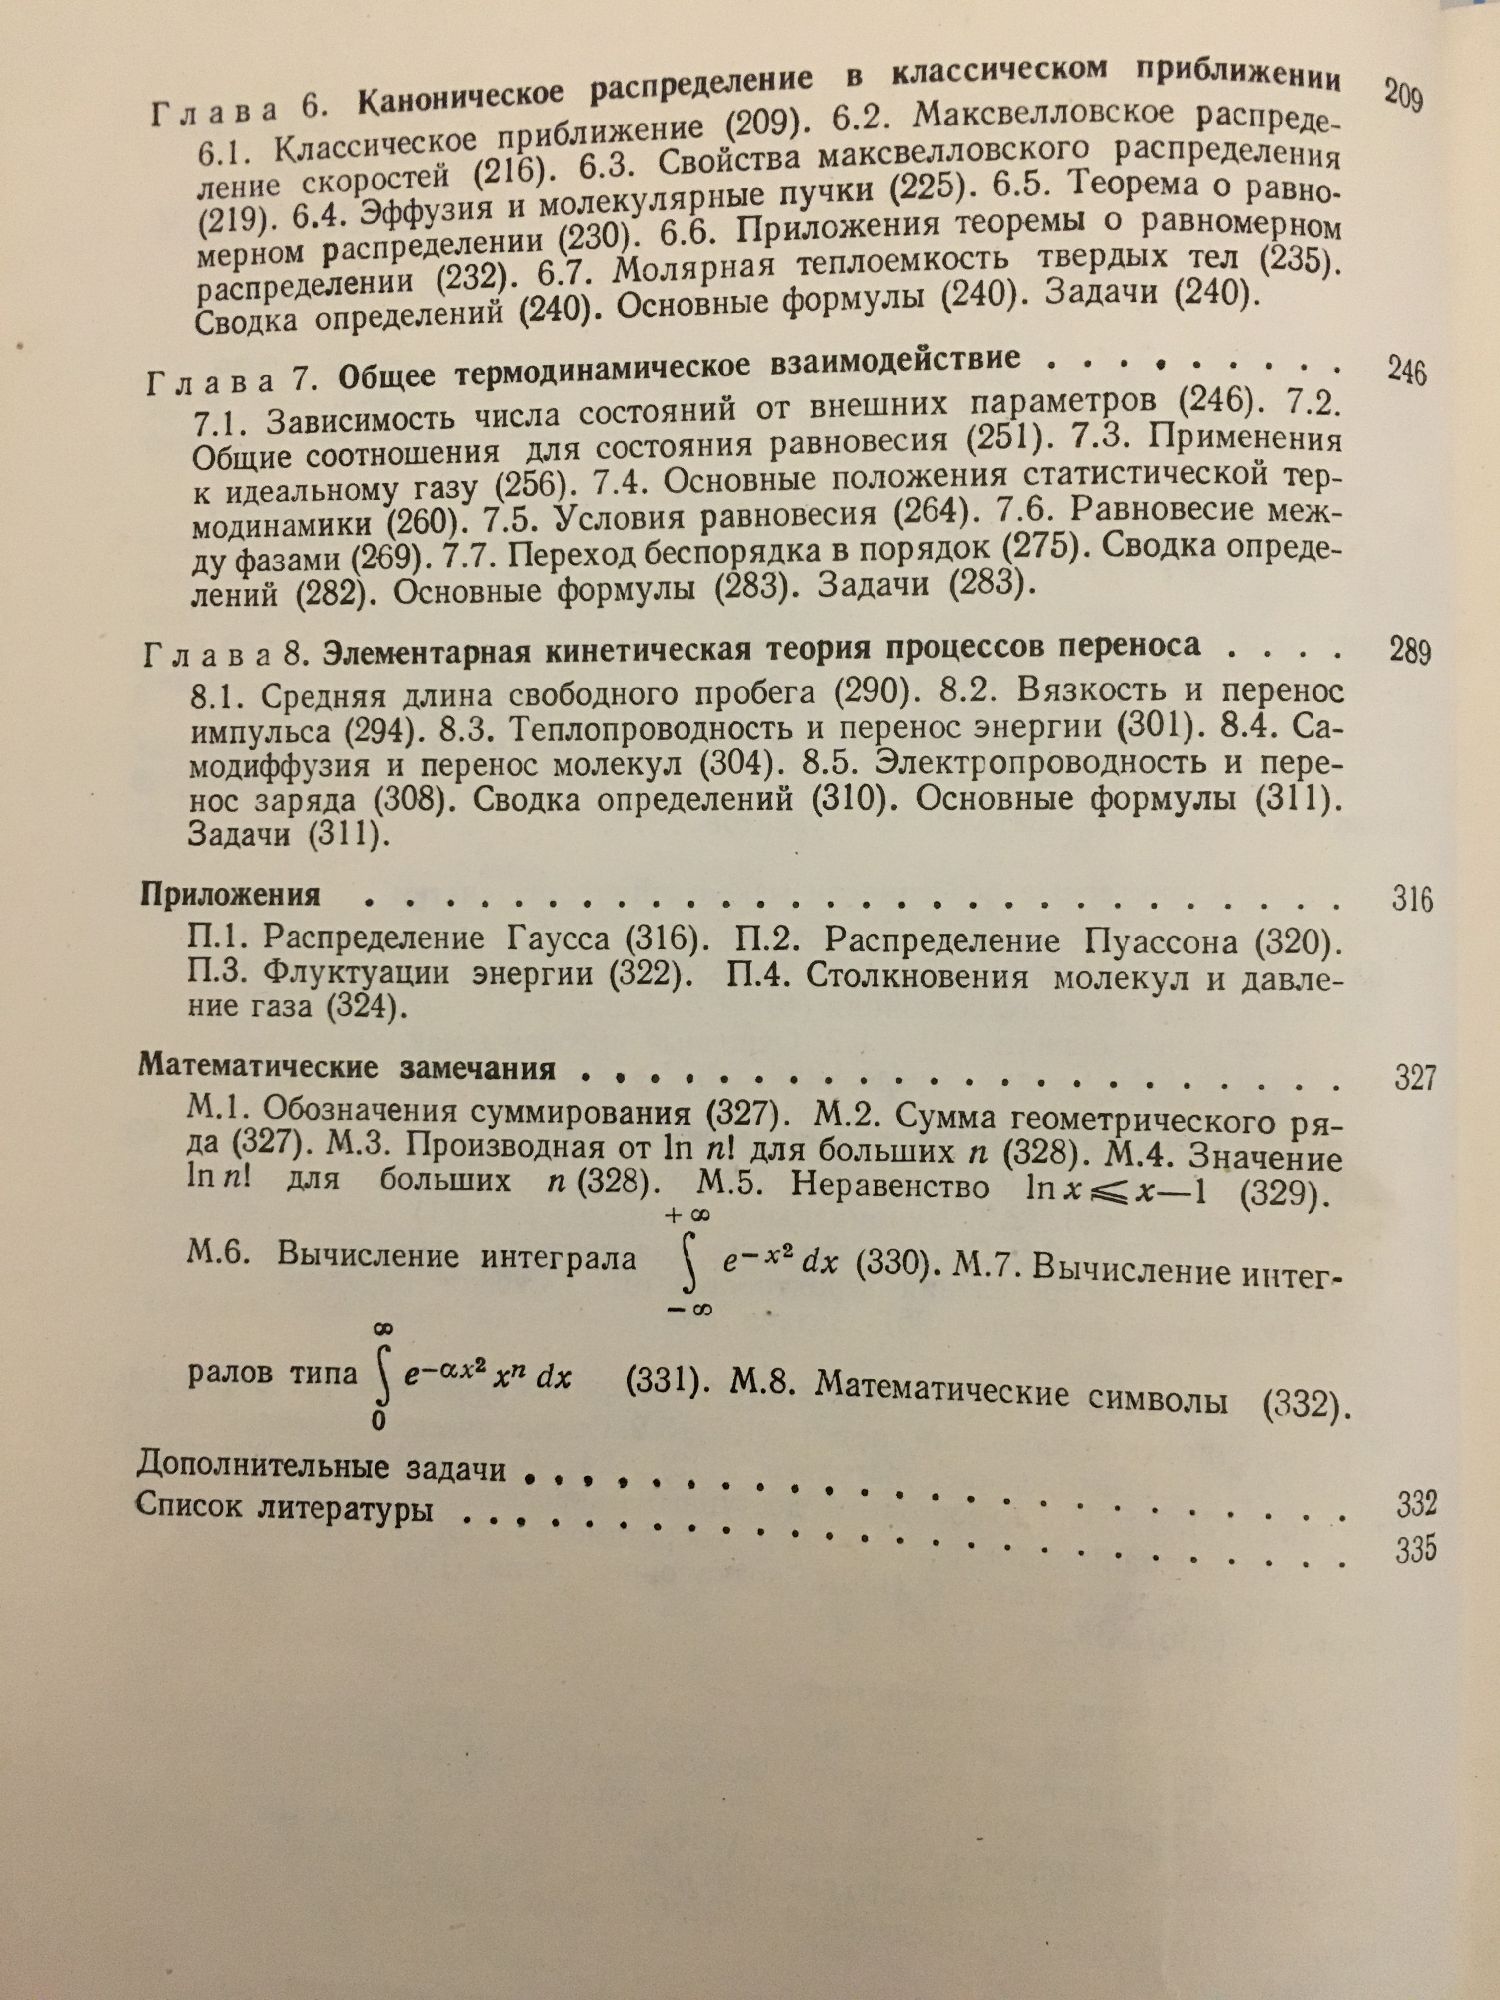 Глава 6. Каноническое распределение в классическом приближении 209
6.1. Классическое приближение (209). 6.2. Максвелловское распреде-
ление скоростей (216). 6.3. Свойства максвелловского распределения
(219). 6.4. Эффузия и молекулярные пучки (225). 6.5. Теорема о равно-
мерном распределении (230). 6.6. Приложения теоремы о равномерном
распределении (232). 6.7. Молярная теплоемкость твердых тел (235).
Сводка определений (240). Основные формулы (240). Задачи (240).
Глава 7. Общее термодинамическое взаимодействие . . . . . . . . . 246
7.1. Зависимость числа состояний от внешних параметров (246). 7.2.
Общие соотношения для состояния равновесия (251). 7.3. Применения
к идеальному газу (256). 7.4. Основные положения статистической тер-
модинамики (260). 7.5. Условия равновесия (264). 7.6. Равновесие меж-
ду фазами (269). 7.7. Переход беспорядка в порядок (275). Сводка опреде-
лений (282). Основные формулы (283). Задачи (283).
Глава 8. Элементарная кинетическая теория процессов переноса . . . . 289
8.1. Средняя длина свободного пробега (290). 8.2. Вязкость и перенос
импульса (294). 8.3. Теплопроводность и перенос энергии (301). 8.4. Са-
модиффузия и перенос молекул (304). 8.5. Электропроводность и пере-
нос заряда (308). Сводка определений (310). Основные формулы (311).
Задачи (311).
Приложения . . . . . . . . . . . . . . . . . . . . . . . . . . . . . 316
П.1. Распределение Гаусса (316). П.2. Распределение Пуассона (320).
П.3. Флуктуации энергии (322). П.4. Столкновения молекул и давле-
ние газа (324).
Математические замечания . . . . . . . . . . . . . . . . . . . . . . . 327
М.1. Обозначения суммирования (327). М.2. Сумма геометрического ря-
да (327). М.3. Производная от ln n! для больших n (328). М.4. Значение
ln n! для больших n (328). М.5. Неравенство ln x ⩽ x—1 (329).
+∞
М.6. Вычисление интеграла ∫ e−x² dx (330). М.7. Вычисление интег-
−∞
∞
ралов типа ∫ e−αx² xⁿ dx (331). М.8. Математические символы (332).
0
Дополнительные задачи . . . . . . . . . . . . . . . . . . . . . . . . 332
Список литературы . . . . . . . . . . . . . . . . . . . . . . . . . . 335